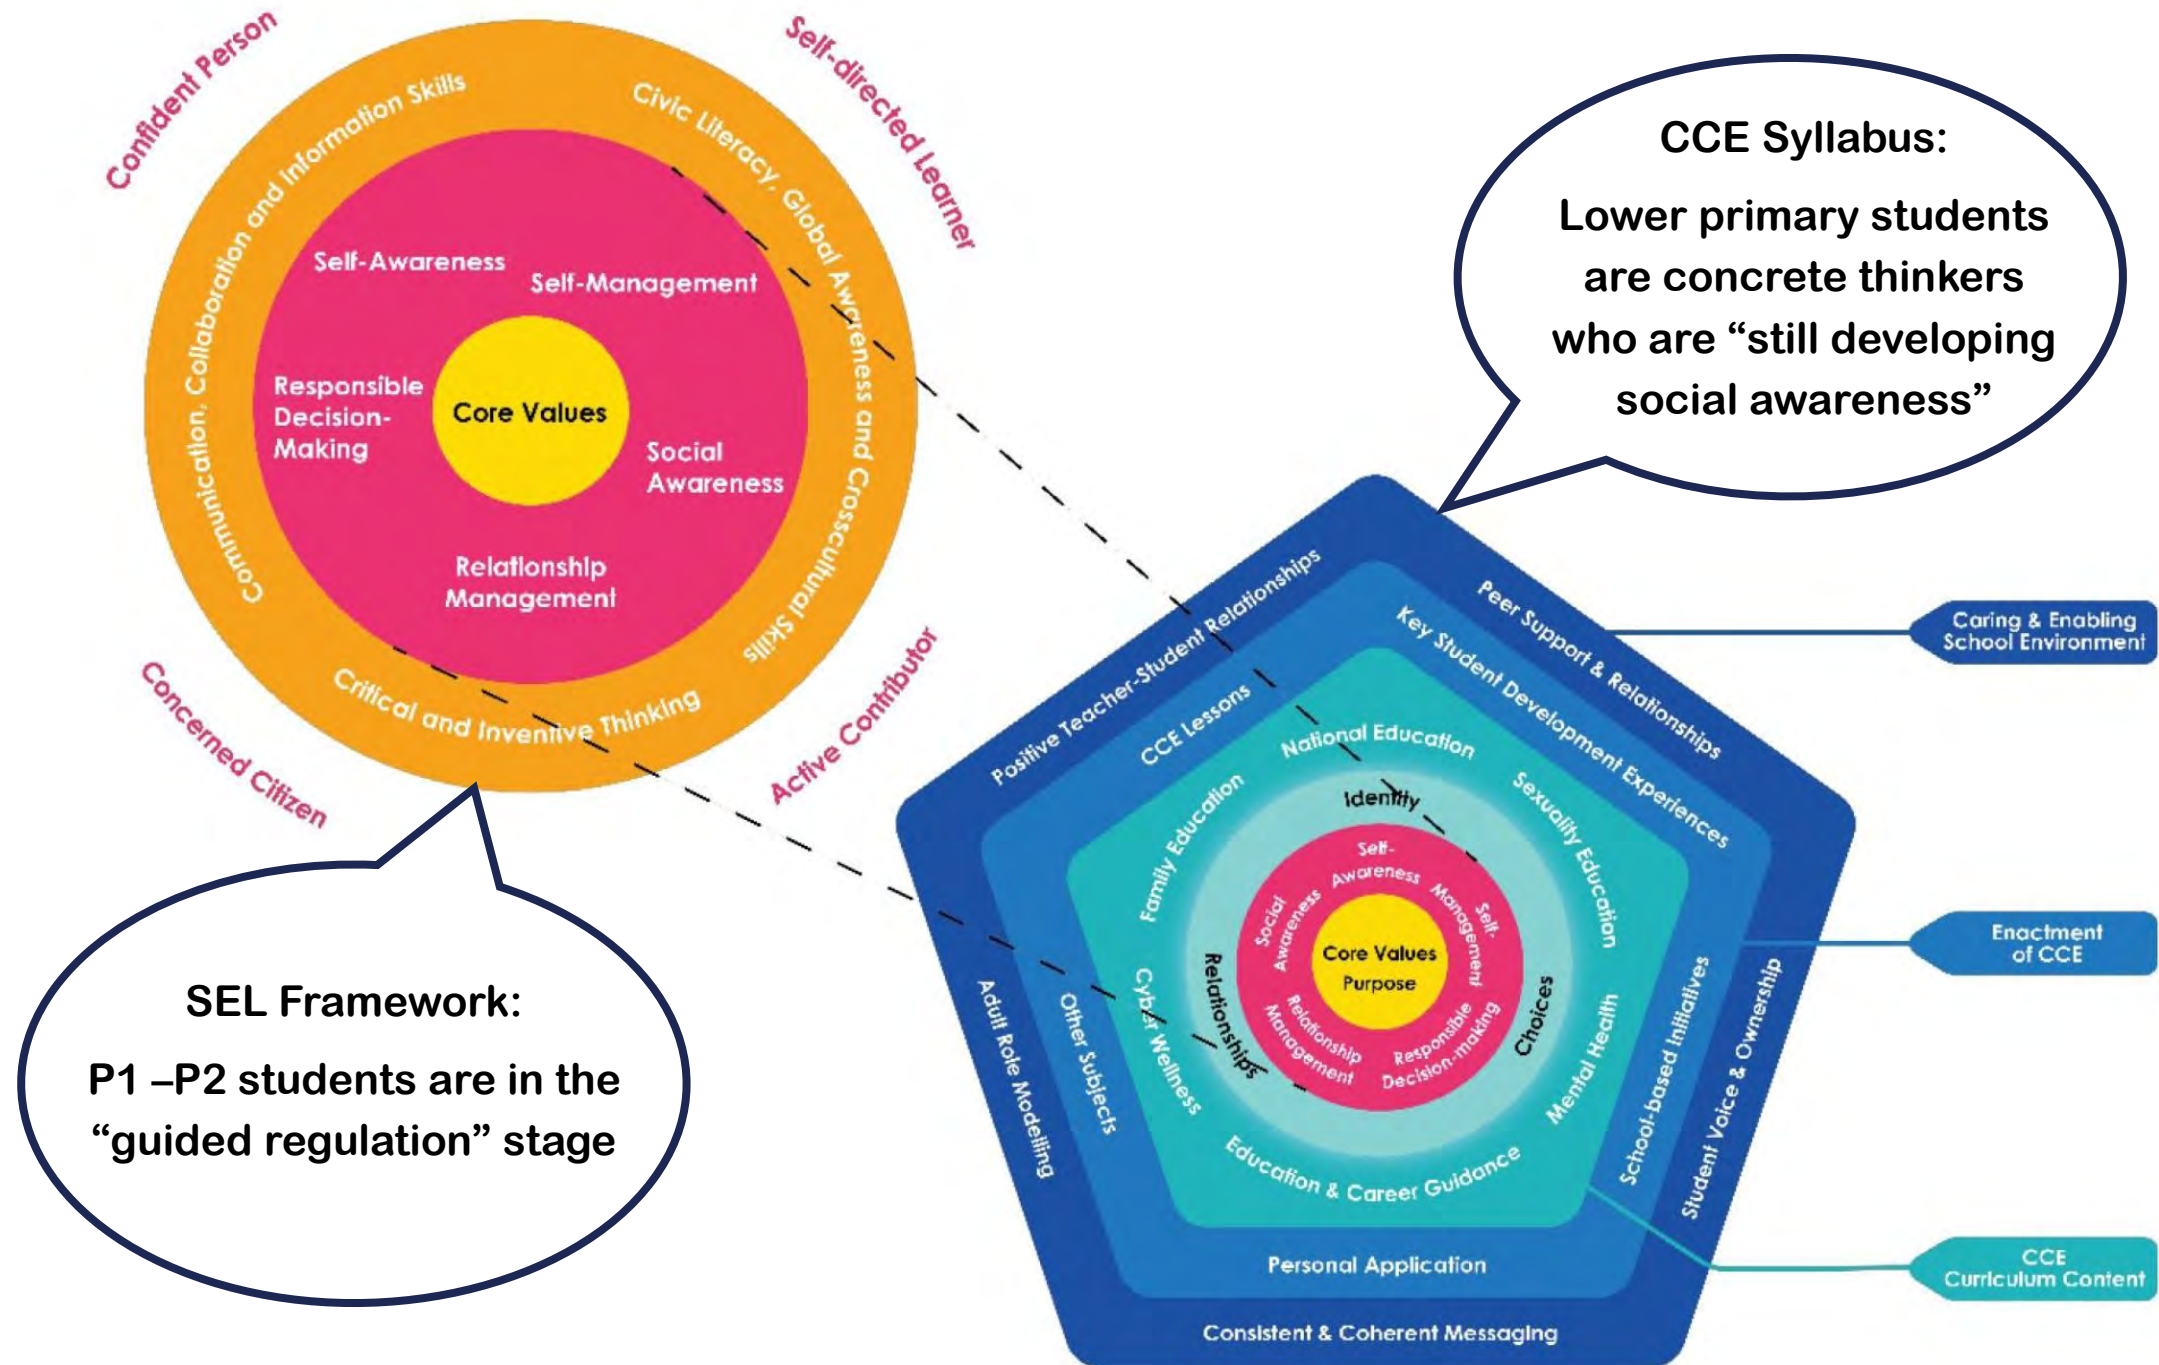 Confident Person
Self-directed Learner
Communication, Collaboration and Information Skills
Civic Literacy, Global Awareness and Crosscultural Skills
Self-Awareness
Self-Management
Responsible
Decision-
Making
Core Values
Social
Awareness
Relationship
Management
Critical and Inventive Thinking
Concerned Citizen
Active Contributor
SEL Framework:
P1 –P2 students are in the
“guided regulation” stage
CCE Syllabus:
Lower primary students
are concrete thinkers
who are “still developing
social awareness”
Positive Teacher-Student Relationships
Peer Support & Relationships
CCE Lessons
Key Student Development Experiences
National Education
Family Education
Sexuality Education
Identity
Self-
Awareness
Social
Awareness
Self-
Management
Core Values
Purpose
Relationship
Management
Responsible
Decision-making
Relationships
Choices
Cyber Wellness
Mental Health
Education & Career Guidance
Adult Role Modelling
Other Subjects
School-based Initiatives
Student Voice & Ownership
Personal Application
Consistent & Coherent Messaging
Caring & Enabling
School Environment
Enactment
of CCE
CCE
Curriculum Content